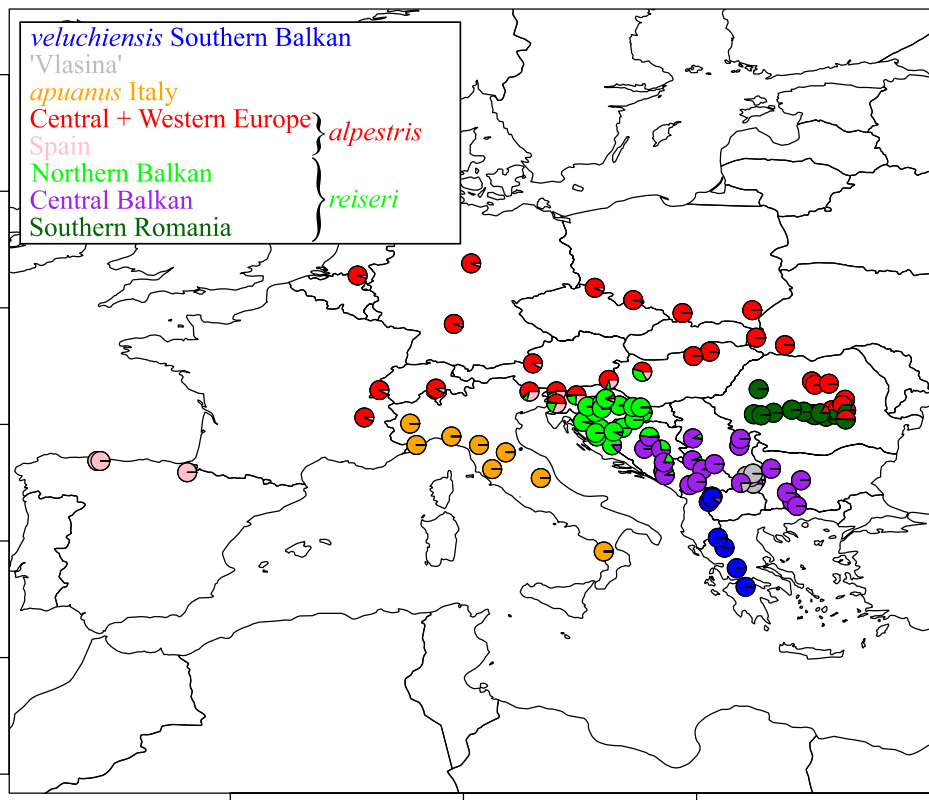 veluchiensis Southern Balkan
'Vlasina'
apuanus Italy
Central + Western Europe
alpestris
Spain
Northern Balkan
Central Balkan
reiseri
Southern Romania